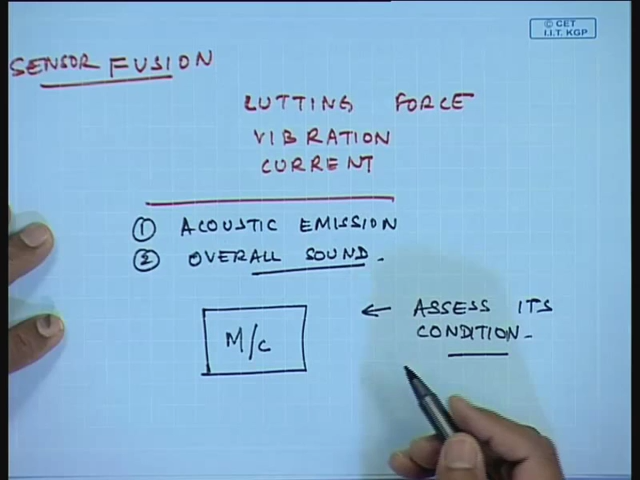 © CET
I.I.T. KGP
SENSOR FUSION
CUTTING FORCE
VIBRATION
CURRENT
① ACOUSTIC EMISSION
② OVERALL SOUND.
M/C
← ASSESS ITS
CONDITION.